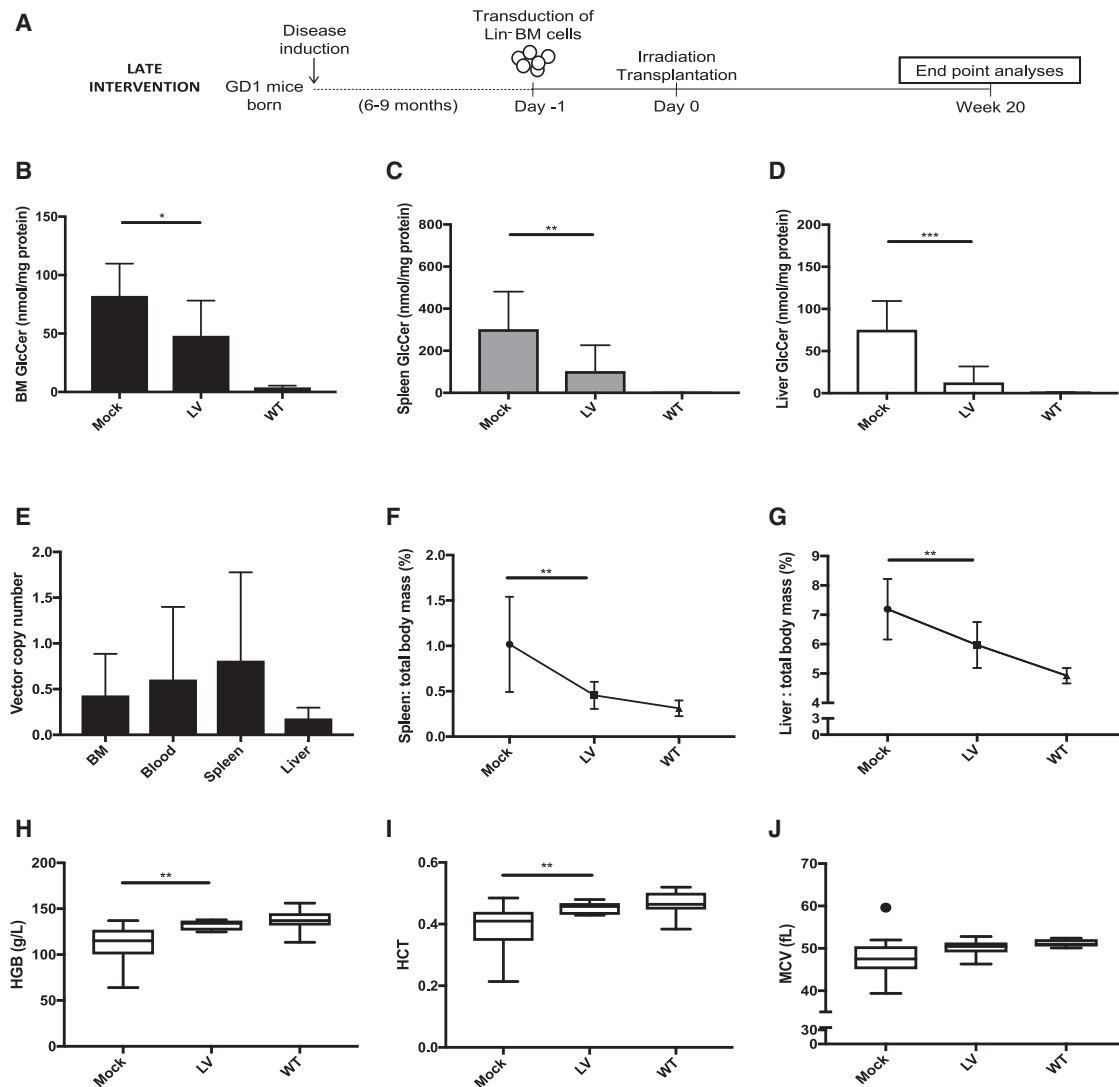 A
LATE
INTERVENTION
Disease
induction
GD1 mice
born
(6-9 months)
Transduction of
Lin- BM cells
Day -1
Irradiation
Transplantation
Day 0
End point analyses
Week 20
B
BM GlcCer (nmol/mg protein)
150
100
50
0
*
Mock
LV
WT
C
Spleen GlcCer (nmol/mg protein)
800
600
400
200
0
**
Mock
LV
WT
D
Liver GlcCer (nmol/mg protein)
200
150
100
50
0
***
Mock
LV
WT
E
Vector copy number
2.0
1.5
1.0
0.5
0.0
BM
Blood
Spleen
Liver
F
Spleen: total body mass (%)
2.0
1.5
1.0
0.5
0.0
**
Mock
LV
WT
G
Liver : total body mass (%)
9
8
7
6
5
4
3
0
**
Mock
LV
WT
H
HGB (g/L)
200
150
100
50
0
**
Mock
LV
WT
I
HCT
0.6
0.4
0.2
0.0
**
Mock
LV
WT
J
MCV (fL)
70
60
50
40
30
0
Mock
LV
WT